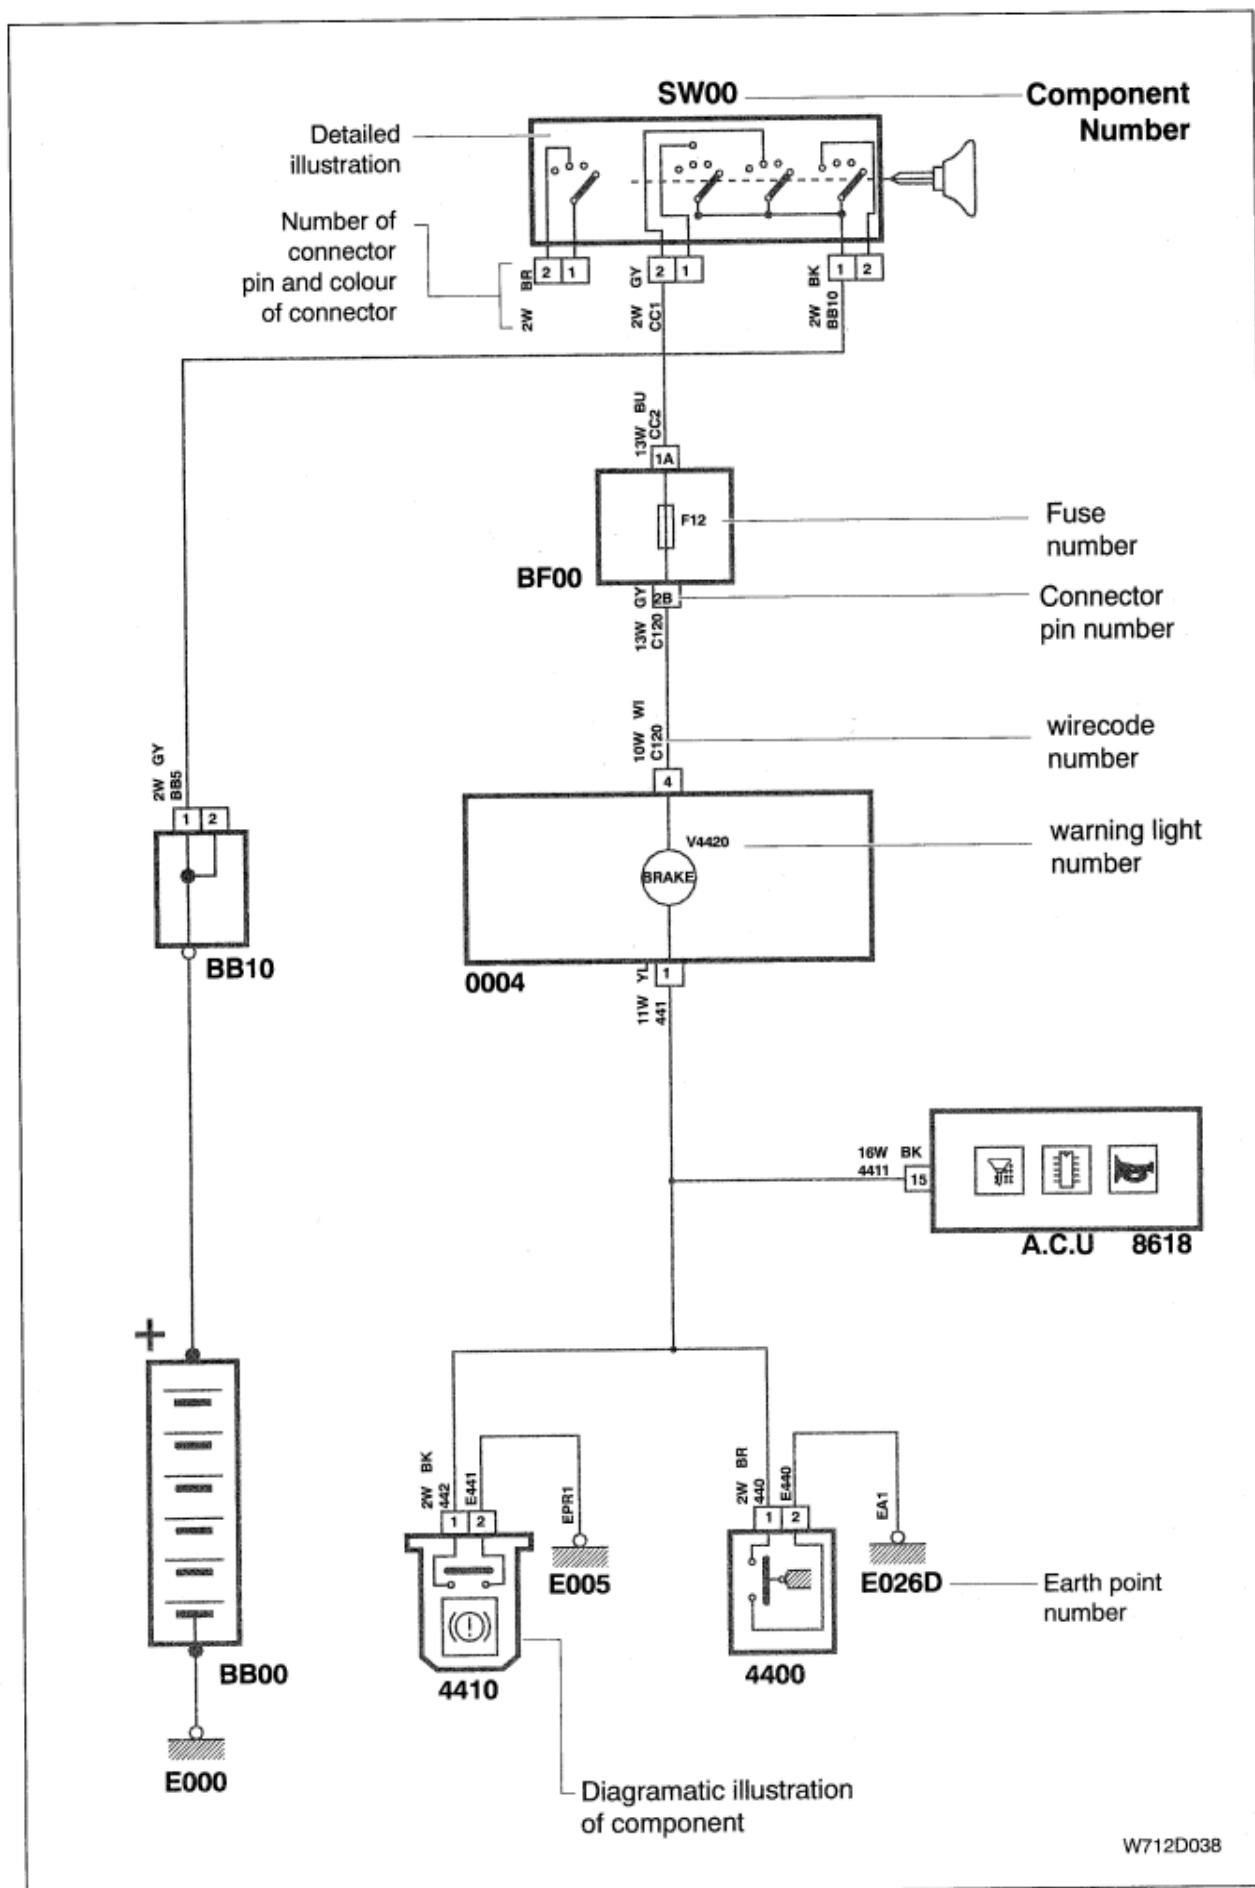 SW00
Component
Number
Detailed
illustration
Number of
connector
pin and colour
of connector
2W BR
2 1
2W GY
CC1
2 1
2W BK
BB10
1 2
13W BU
CC2
1A
F12
Fuse
number
BF00
13W GY
C120
2B
Connector
pin number
10W WI
C120
wirecode
number
4
V4420
warning light
number
BRAKE
0004
11W YL
441
1
2W GY
BB5
1 2
BB10
16W BK
4411
15
A.C.U 8618
+
BB00
E000
2W BK
442
E441
1 2
EPR1
E005
4410
2W BR
440
E440
1 2
EA1
E026D
Earth point
number
4400
Diagramatic illustration
of component
W712D038